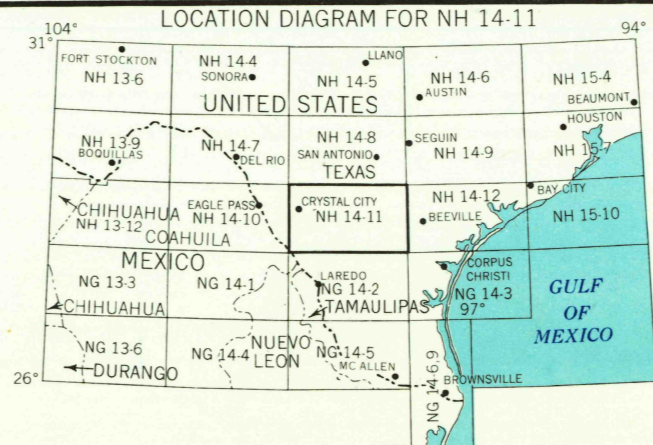 LOCATION DIAGRAM FOR NH 14-11
104°
94°
31°
FORT STOCKTON
NH 13-6
NH 14-4
SONORA
LLANO
NH 14-5
NH 14-6
AUSTIN
NH 15-4
BEAUMONT
UNITED STATES
HOUSTON
NH 13-9
BOQUILLAS
NH 14-7
DEL RIO
NH 14-8
SAN ANTONIO
TEXAS
SEGUIN
NH 14-9
NH 15-7
CHIHUAHUA
NH 13-12
COAHUILA
EAGLE PASS
NH 14-10
CRYSTAL CITY
NH 14-11
NH 14-12
BEEVILLE
BAY CITY
NH 15-10
MEXICO
NG 13-3
CHIHUAHUA
NG 14-1
LAREDO
NG 14-2
TAMAULIPAS
CORPUS
CHRISTI
NG 14-3
97°
GULF
OF
MEXICO
NG 13-6
DURANGO
NG 14-4
NUEVO
LEON
NG 14-5
MC ALLEN
NG 14-6,9
BROWNSVILLE
26°